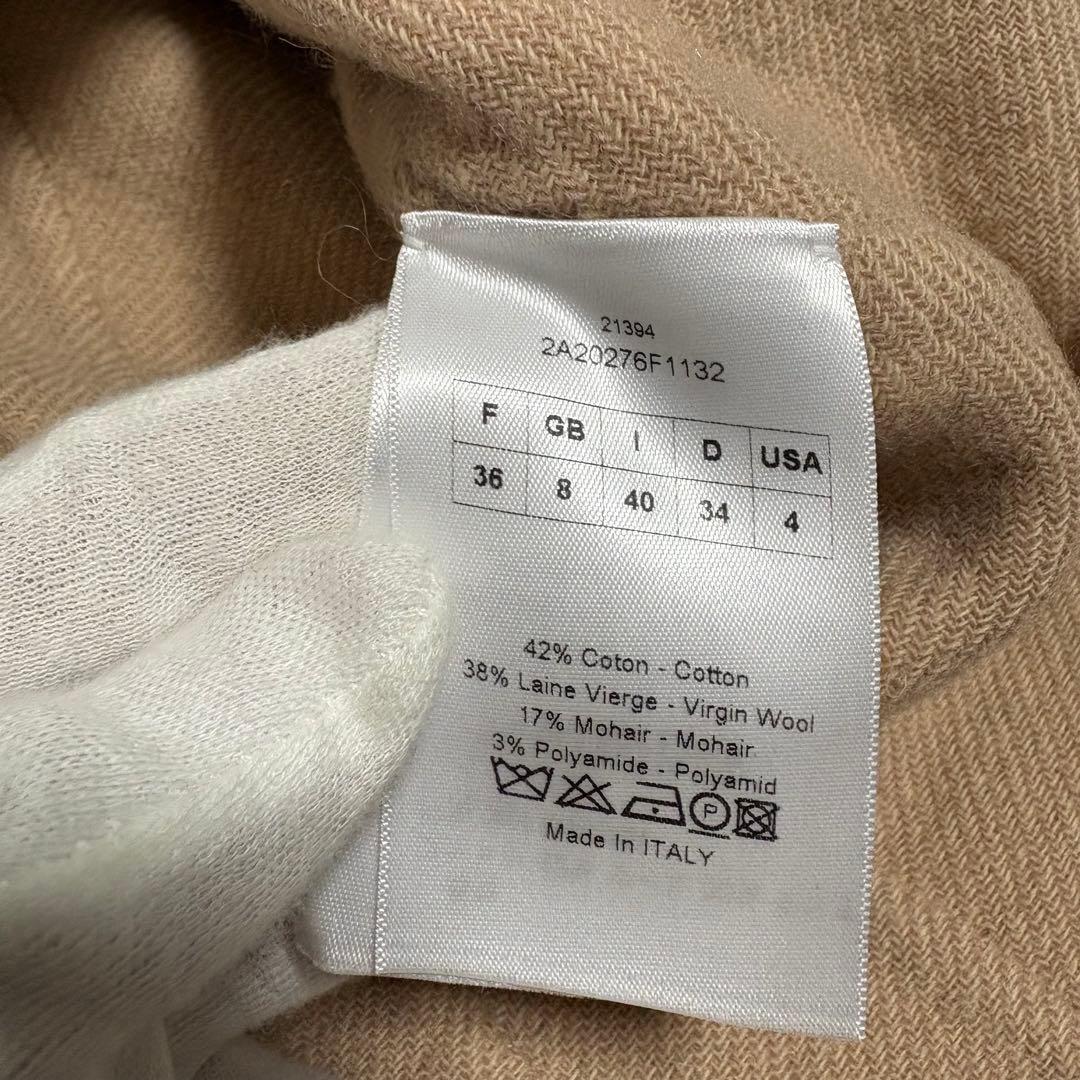 21394
2A20276F1132
F GB I D USA
36 8 40 34 4
42% Coton - Cotton
38% Laine Vierge - Virgin Wool
17% Mohair - Mohair
3% Polyamide - Polyamid
P
Made In ITALY